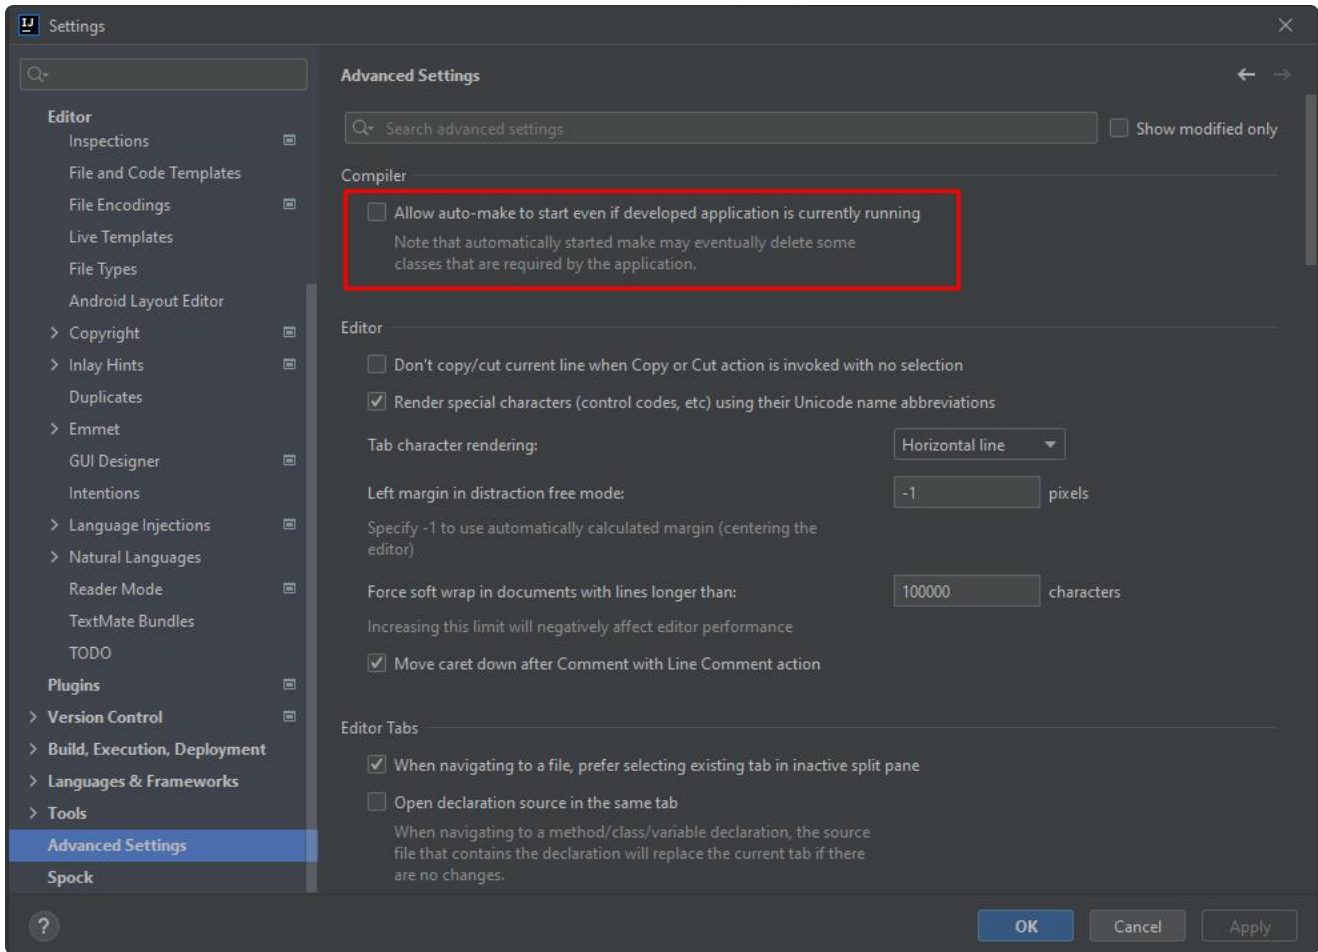 IJ
Settings
Editor
Inspections
File and Code Templates
File Encodings
Live Templates
File Types
Android Layout Editor
Copyright
Inlay Hints
Duplicates
Emmet
GUI Designer
Intentions
Language Injections
Natural Languages
Reader Mode
TextMate Bundles
TODO
Plugins
Version Control
Build, Execution, Deployment
Languages & Frameworks
Tools
Advanced Settings
Spock
Advanced Settings
Search advanced settings
Show modified only
Compiler
Allow auto-make to start even if developed application is currently running
Note that automatically started make may eventually delete some
classes that are required by the application.
Editor
Don't copy/cut current line when Copy or Cut action is invoked with no selection
Render special characters (control codes, etc) using their Unicode name abbreviations
Tab character rendering: Horizontal line
Left margin in distraction free mode: -1 pixels
Specify -1 to use automatically calculated margin (centering the
editor)
Force soft wrap in documents with lines longer than: 100000 characters
Increasing this limit will negatively affect editor performance
Move caret down after Comment with Line Comment action
Editor Tabs
When navigating to a file, prefer selecting existing tab in inactive split pane
Open declaration source in the same tab
When navigating to a method/class/variable declaration, the source
file that contains the declaration will replace the current tab if there
are no changes.
? OK Cancel Apply